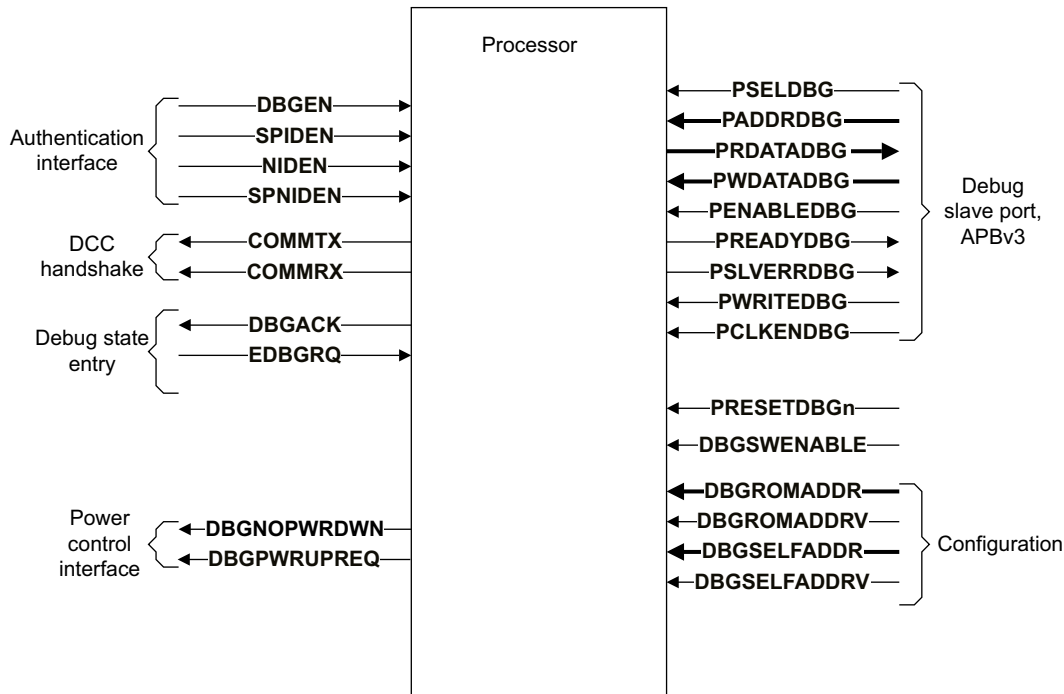 Processor
Authentication
interface
DBGEN
SPIDEN
NIDEN
SPNIDEN
DCC
handshake
COMMTX
COMMRX
Debug state
entry
DBGACK
EDBGRQ
Power
control
interface
DBGNOPWRDWN
DBGPWRUPREQ
PSELDBG
PADDRDBG
PRDATADBG
PWDATADBG
PENABLEDBG
PREADYDBG
PSLVERRDBG
PWRITEDBG
PCLKENDBG
Debug
slave port,
APBv3
PRESETDBGn
DBGSWENABLE
DBGROMADDR
DBGROMADDRV
DBGSELFADDR
DBGSELFADDRV
Configuration